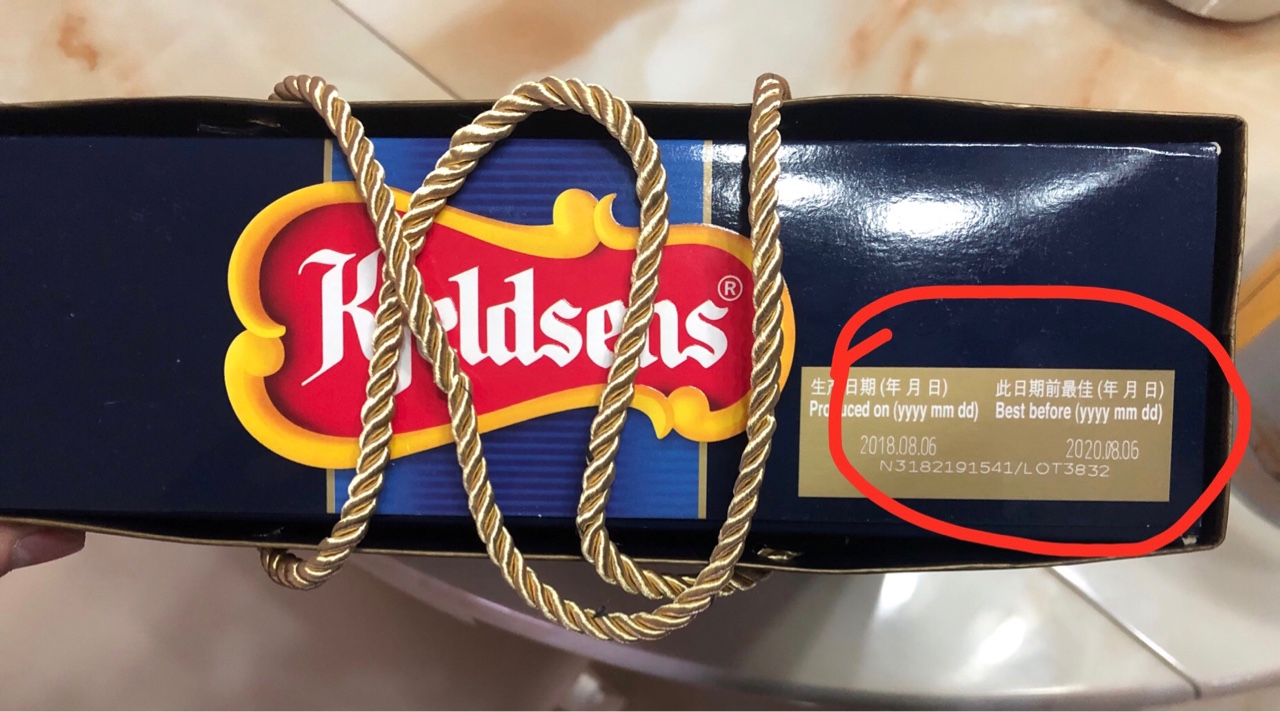 Kjeldsens®
生产日期(年 月 日) 此日期前最佳(年 月 日)
Produced on (yyyy mm dd) Best before (yyyy mm dd)
2018.08.06 2020.08.06
N3182191541/LOT3832